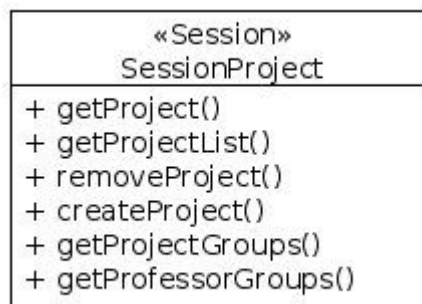 «Session»
SessionProject
+ getProject()
+ getProjectList()
+ removeProject()
+ createProject()
+ getProjectGroups()
+ getProfessorGroups()